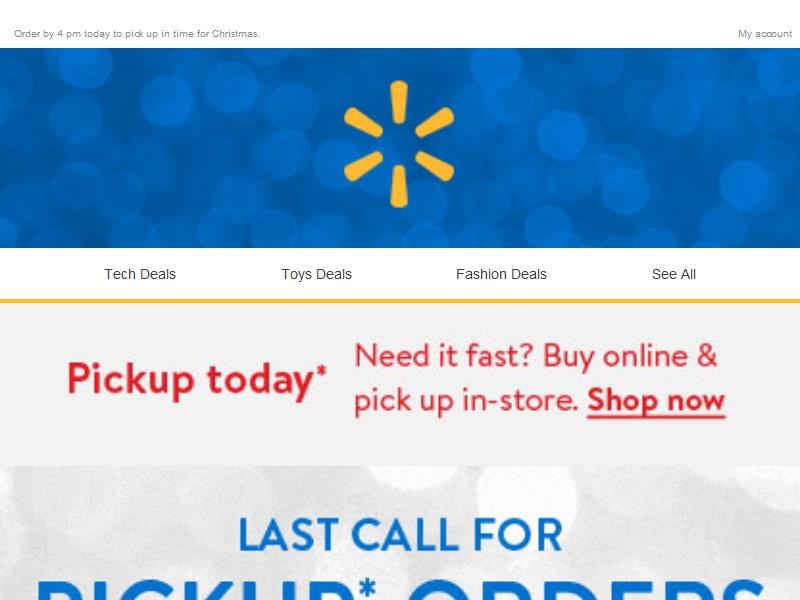 Order by 4 pm today to pick up in time for Christmas.
My account
Tech Deals
Toys Deals
Fashion Deals
See All
Pickup today*
Need it fast? Buy online &
pick up in-store. Shop now
LAST CALL FOR
PICKUP* ORDERS